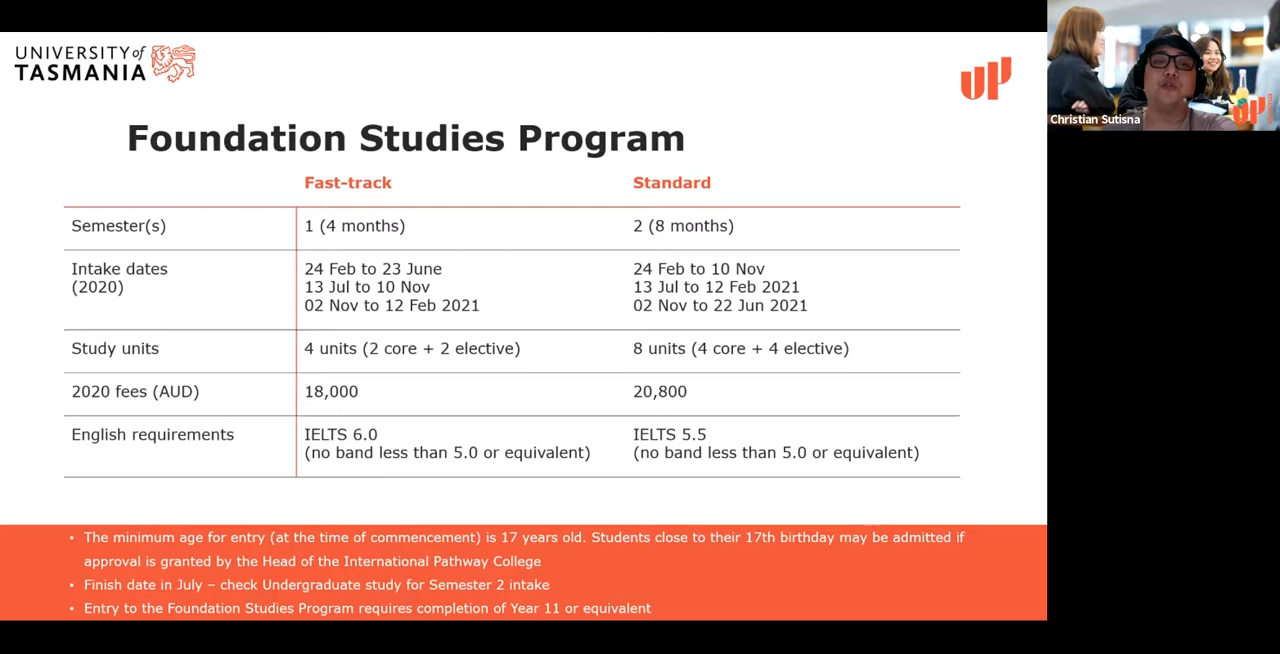 UNIVERSITY of
TASMANIA
UP
Foundation Studies Program
Fast-track Standard
Semester(s) 1 (4 months) 2 (8 months)
Intake dates 24 Feb to 23 June 24 Feb to 10 Nov
(2020) 13 Jul to 10 Nov 13 Jul to 12 Feb 2021
02 Nov to 12 Feb 2021 02 Nov to 22 Jun 2021
Study units 4 units (2 core + 2 elective) 8 units (4 core + 4 elective)
2020 fees (AUD) 18,000 20,800
English requirements IELTS 6.0 IELTS 5.5
(no band less than 5.0 or equivalent) (no band less than 5.0 or equivalent)
• The minimum age for entry (at the time of commencement) is 17 years old. Students close to their 17th birthday may be admitted if
approval is granted by the Head of the International Pathway College
• Finish date in July – check Undergraduate study for Semester 2 intake
• Entry to the Foundation Studies Program requires completion of Year 11 or equivalent
Christian Sutisna
UP